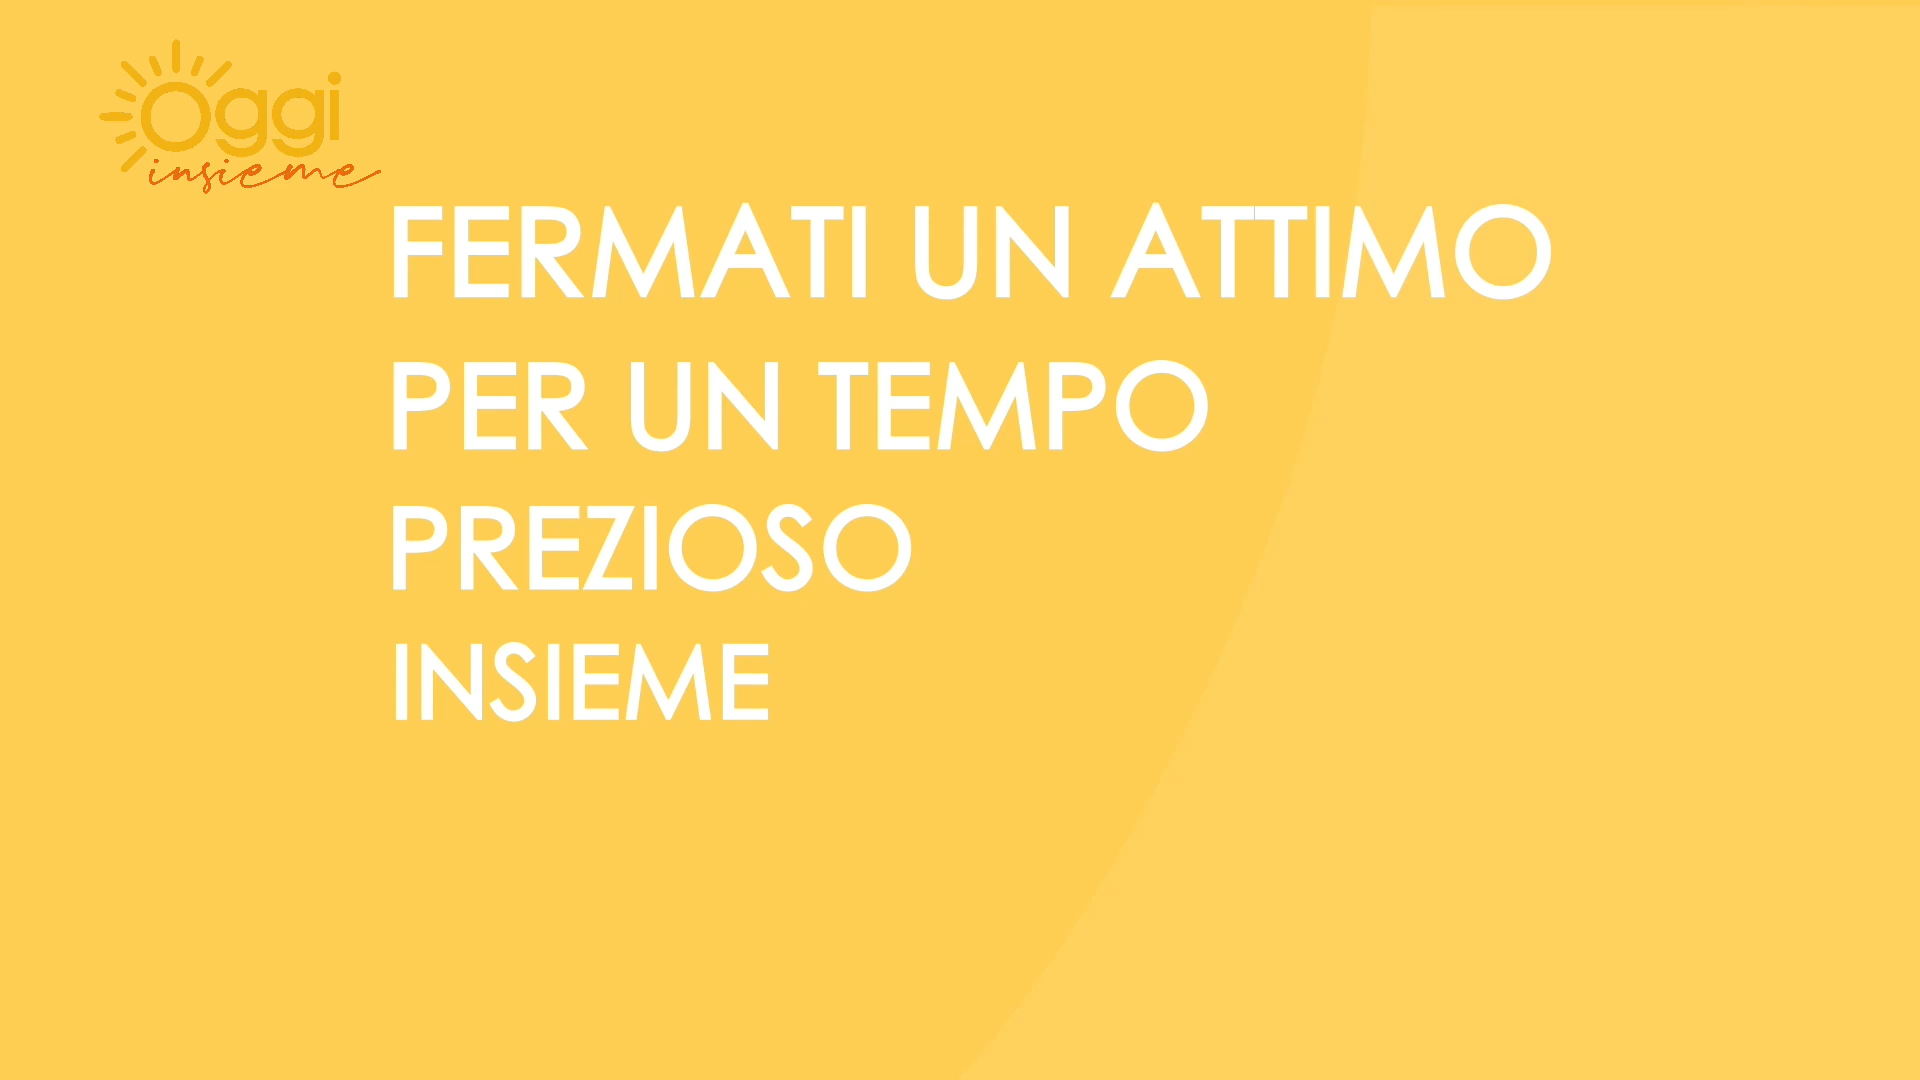 Oggi
insieme
FERMATI UN ATTIMO
PER UN TEMPO
PREZIOSO
INSIEME